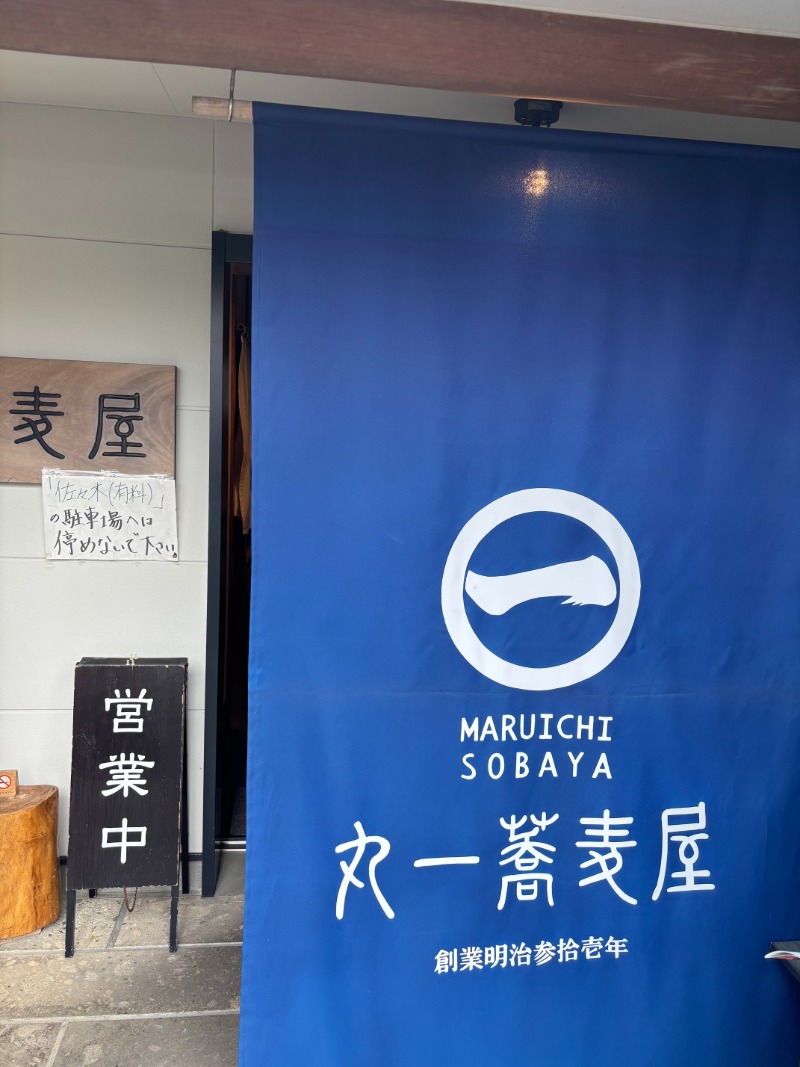 麦屋
「佐々木(有料)」
の駐車場へは
停めないで下さい。
営業中
一
MARUICHI
SOBAYA
丸一蕎麦屋
創業明治参拾壱年